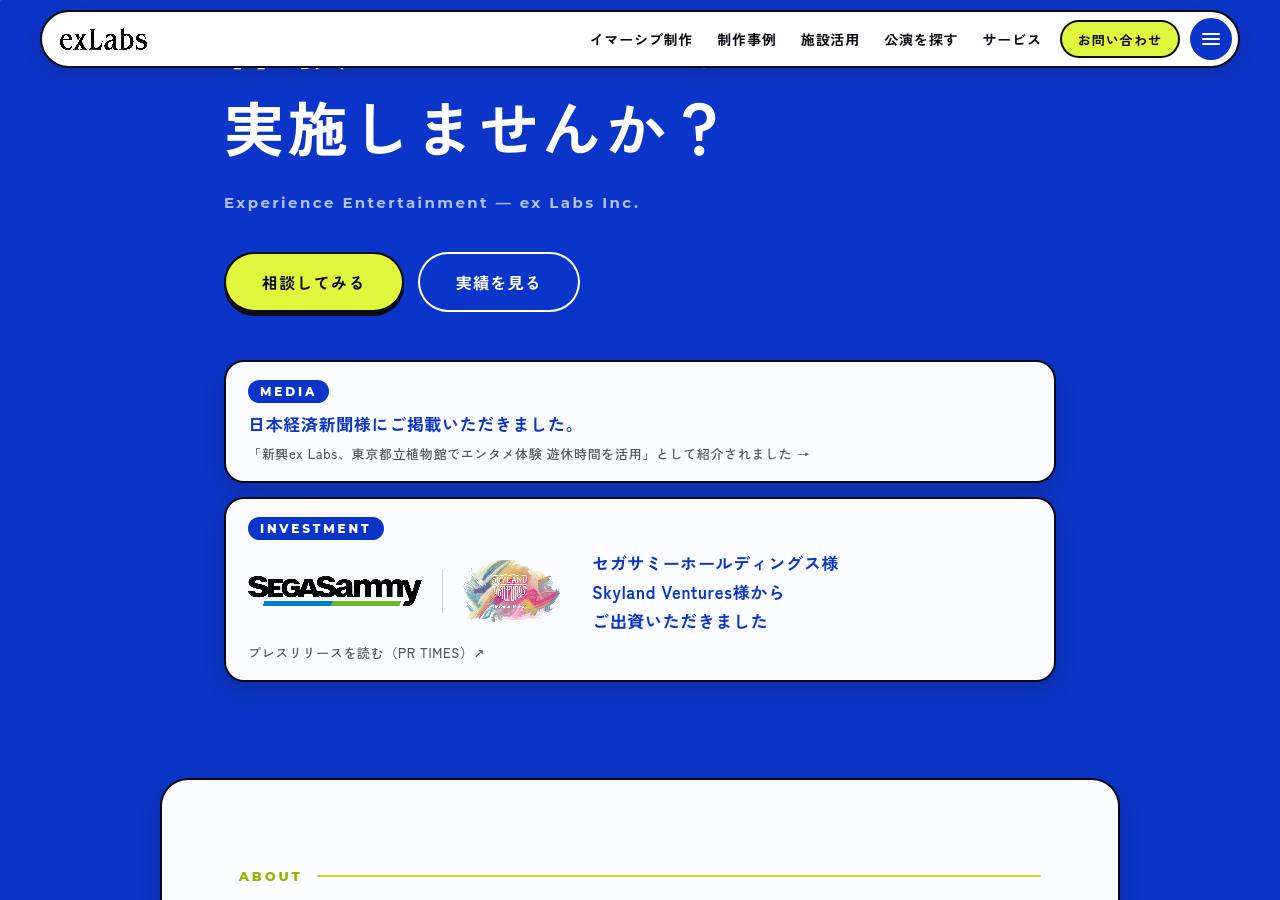 exLabs
イマーシブ制作 制作事例 施設活用 公演を探す サービス お問い合わせ
実施しませんか？
Experience Entertainment — ex Labs Inc.
相談してみる 実績を見る
MEDIA
日本経済新聞様にご掲載いただきました。
「新興ex Labs、東京都立植物館でエンタメ体験 遊休時間を活用」として紹介されました →
INVESTMENT
SEGASammy
SKYLAND VENTURES
セガサミーホールディングス様
Skyland Ventures様から
ご出資いただきました
プレスリリースを読む（PR TIMES）↗
ABOUT